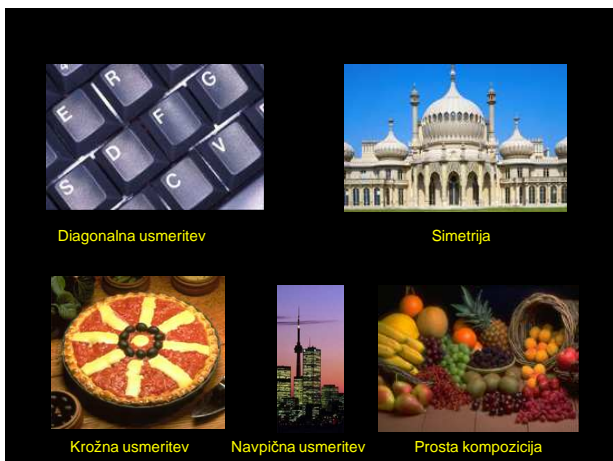 E R G
S D F V
C
Diagonalna usmeritev
Simetrija
Krožna usmeritev
Navpična usmeritev
Prosta kompozicija